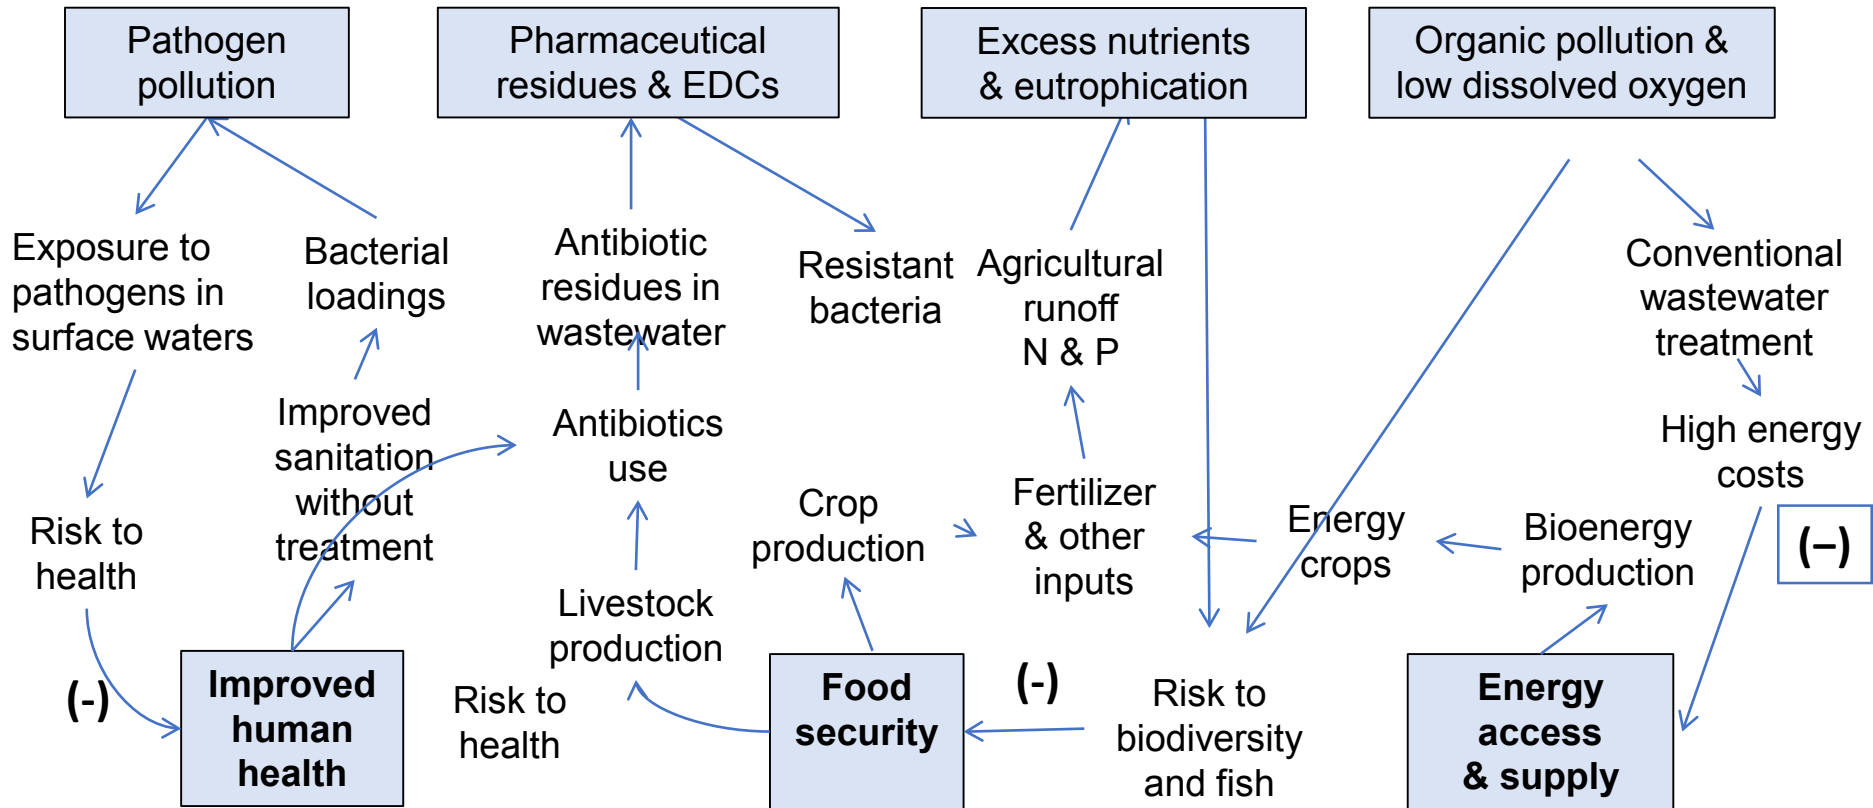 Pathogen
pollution
Pharmaceutical
residues & EDCs
Excess nutrients
& eutrophication
Organic pollution &
low dissolved oxygen
Exposure to
pathogens in
surface waters
Bacterial
loadings
Antibiotic
residues in
wastewater
Resistant
bacteria
Agricultural
runoff
N & P
Conventional
wastewater
treatment
Improved
sanitation
without
treatment
Antibiotics
use
High energy
costs
Risk to
health
Crop
production
Fertilizer
& other
inputs
Energy
crops
Bioenergy
production
(–)
Livestock
production
(-)
Improved
human
health
Risk to
health
Food
security
(-)
Risk to
biodiversity
and fish
Energy
access
& supply